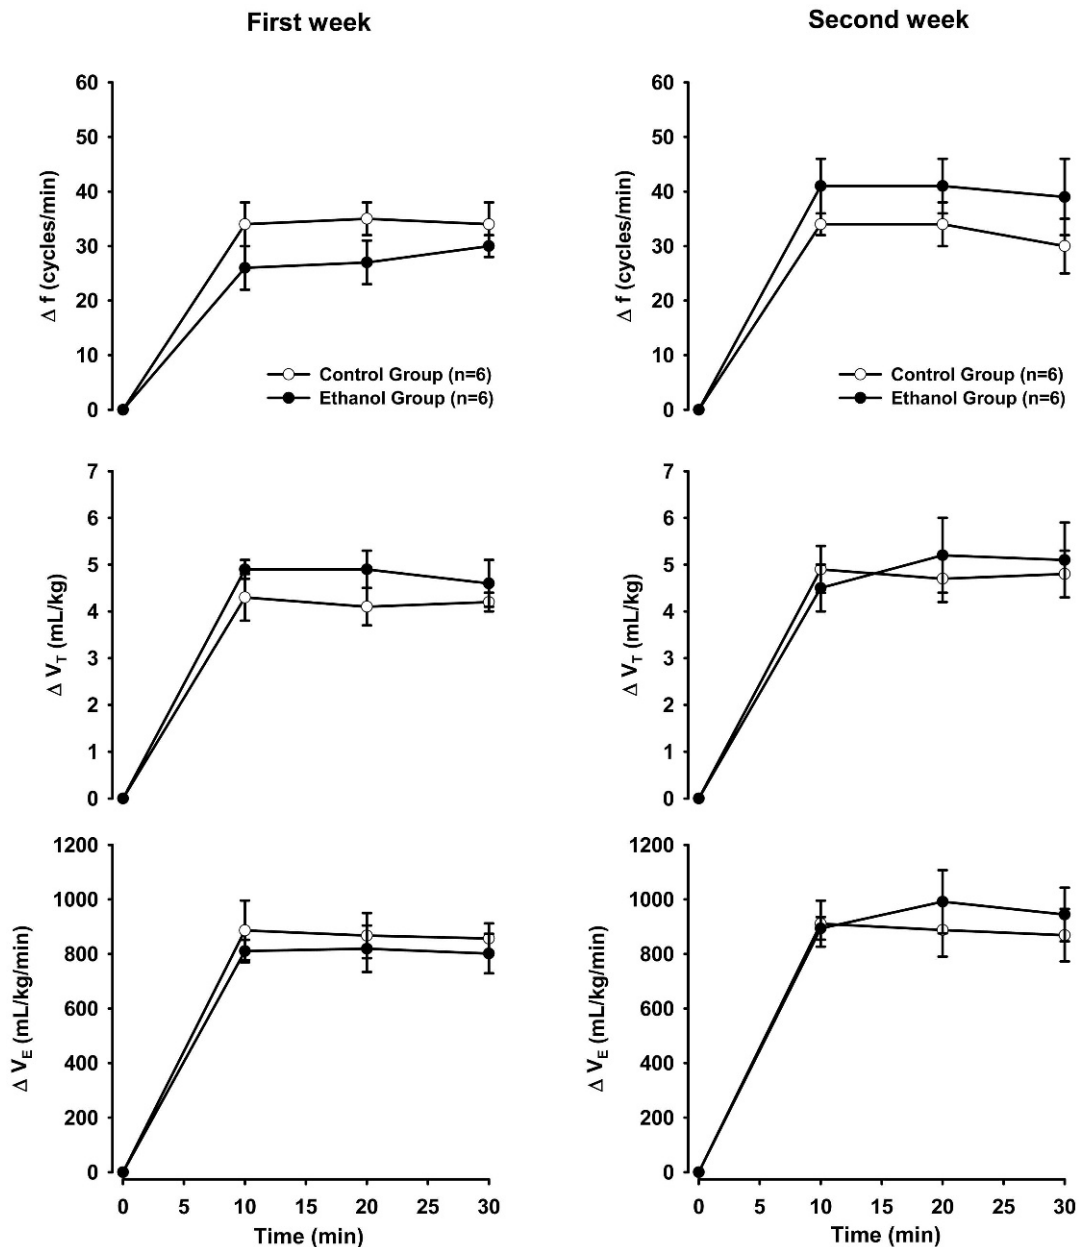 First week
Second week
60
50
40
30
20
10
0
Δ f (cycles/min)
Control Group (n=6)
Ethanol Group (n=6)
60
50
40
30
20
10
0
Δ f (cycles/min)
Control Group (n=6)
Ethanol Group (n=6)
7
6
5
4
3
2
1
0
Δ V_T (mL/kg)
7
6
5
4
3
2
1
0
Δ V_T (mL/kg)
1200
1000
800
600
400
200
0
Δ V_E (mL/kg/min)
0 5 10 15 20 25 30
Time (min)
1200
1000
800
600
400
200
0
Δ V_E (mL/kg/min)
0 5 10 15 20 25 30
Time (min)